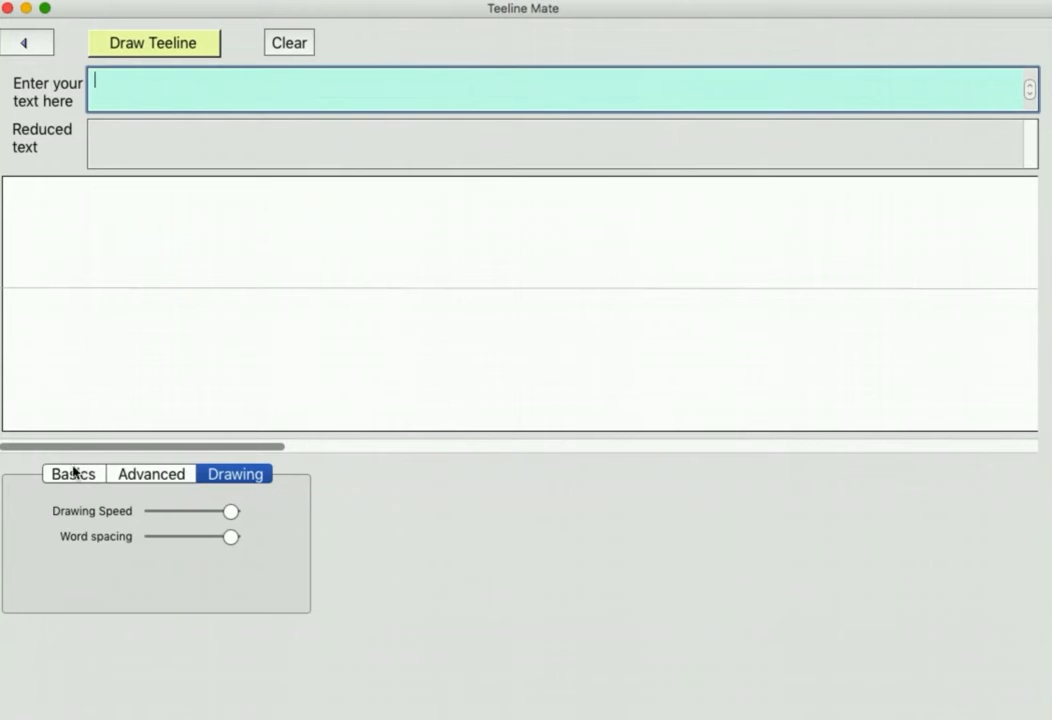 Teeline Mate
Draw Teeline
Clear
Enter your
text here
Reduced
text
Basics
Advanced
Drawing
Drawing Speed
Word spacing